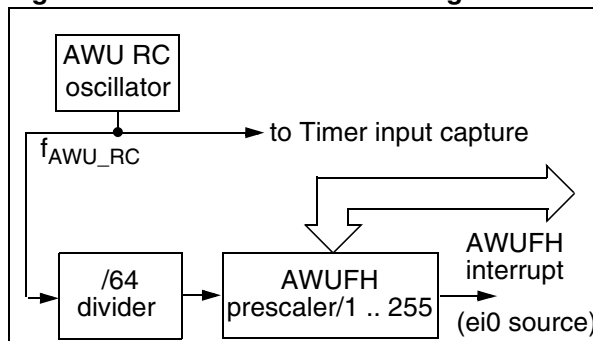 AWU RC
oscillator
to Timer input capture
fAWU_RC
AWUFH
interrupt
/64
divider
AWUFH
prescaler/1 .. 255
(ei0 source)